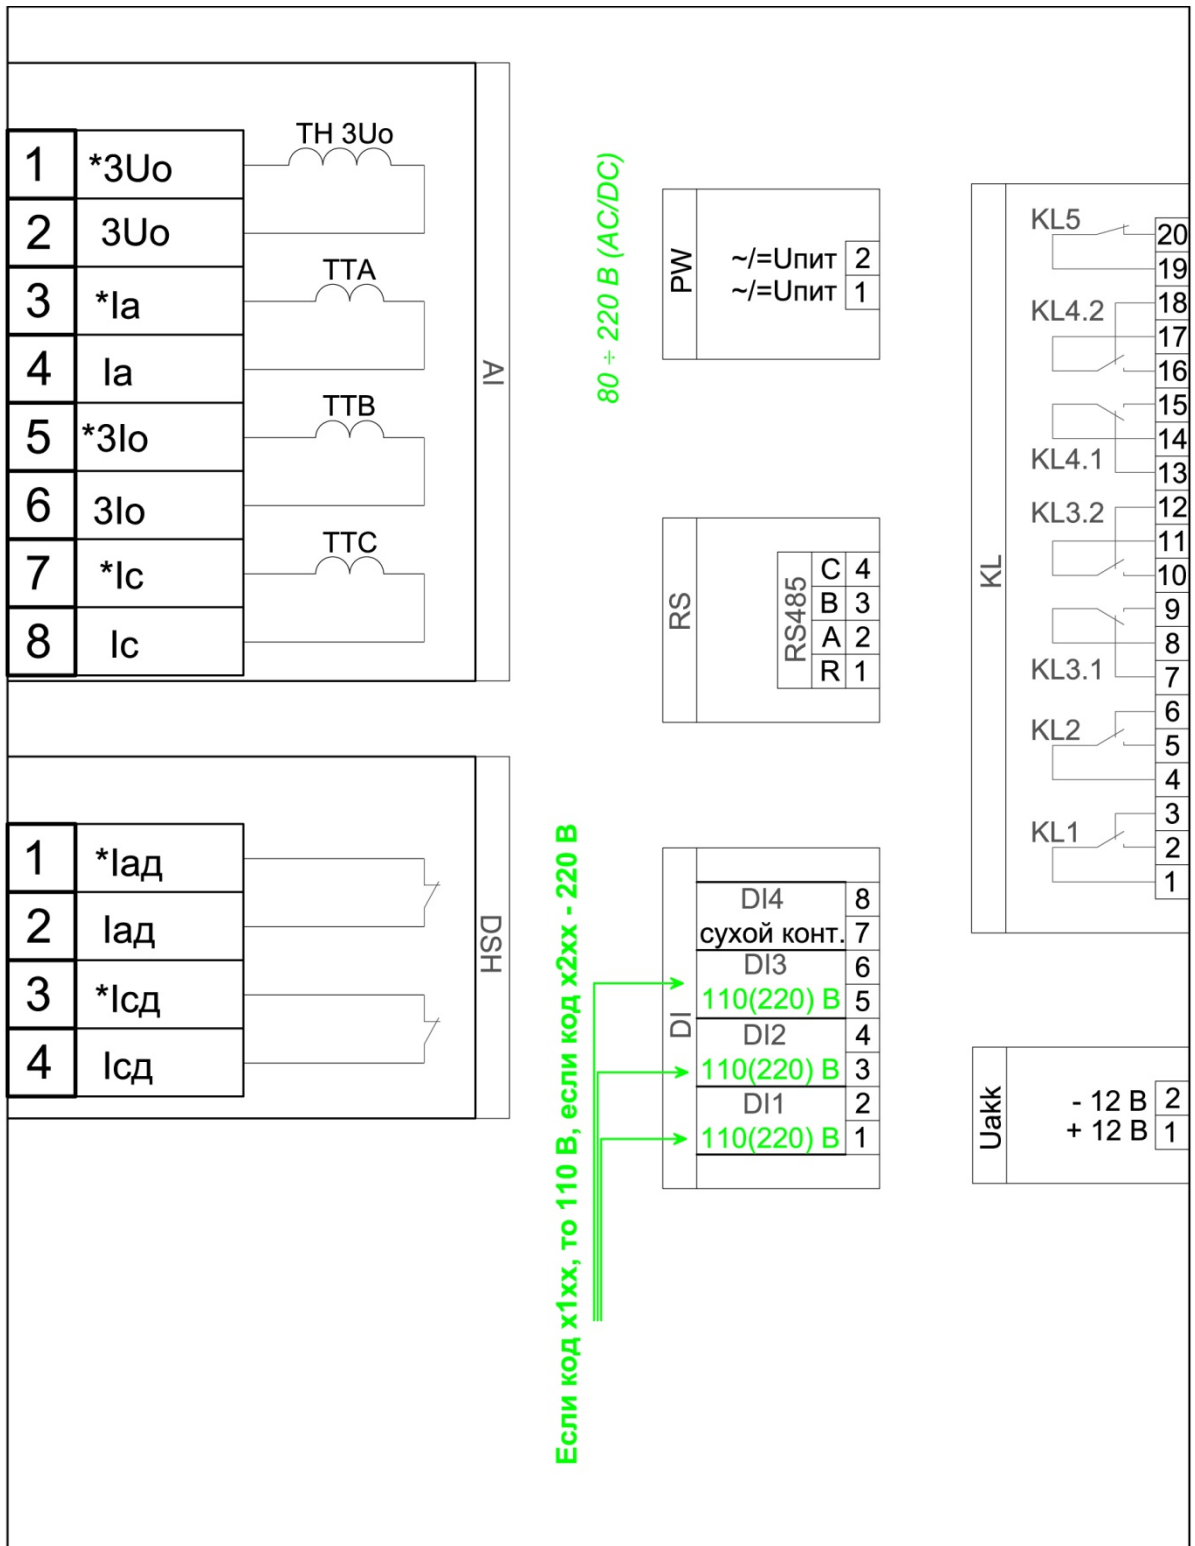 ТН 3Uo
1 *3Uo
2 3Uo
ТТА
3 *Ia
4 Ia
ТТВ
5 *3Io
6 3Io
ТТС
7 *Ic
8 Ic
AI
1 *Iaд
2 Iaд
3 *Icд
4 Icд
DSH
80 ÷ 220 В (AC/DC)
PW
~/=Uпит 2
~/=Uпит 1
RS
RS485
C 4
B 3
A 2
R 1
Если код х1хх, то 110 В, если код х2хх - 220 В
DI
DI4 8
сухой конт. 7
DI3 6
110(220) В 5
DI2 4
110(220) В 3
DI1 2
110(220) В 1
KL
KL5
20
19
KL4.2
18
17
16
15
14
KL4.1
13
KL3.2
12
11
10
9
8
KL3.1
7
6
KL2
5
4
3
KL1
2
1
Uakk
- 12 В 2
+ 12 В 1